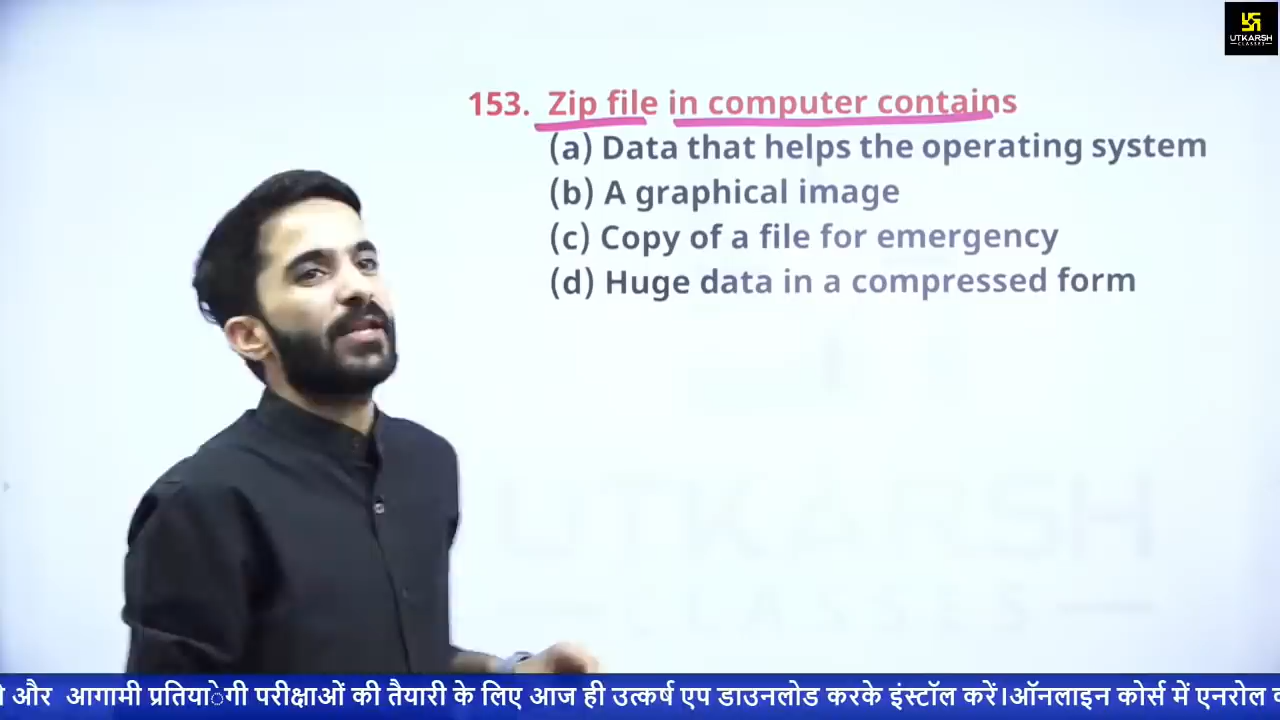 UTKARSH
CLASSES
153. Zip file in computer contains
(a) Data that helps the operating system
(b) A graphical image
(c) Copy of a file for emergency
(d) Huge data in a compressed form
UTKARSH
CLASSES
और आगामी प्रतियोगी परीक्षाओं की तैयारी के लिए आज ही उत्कर्ष एप डाउनलोड करके इंस्टॉल करें।ऑनलाइन कोर्स में एनरोल